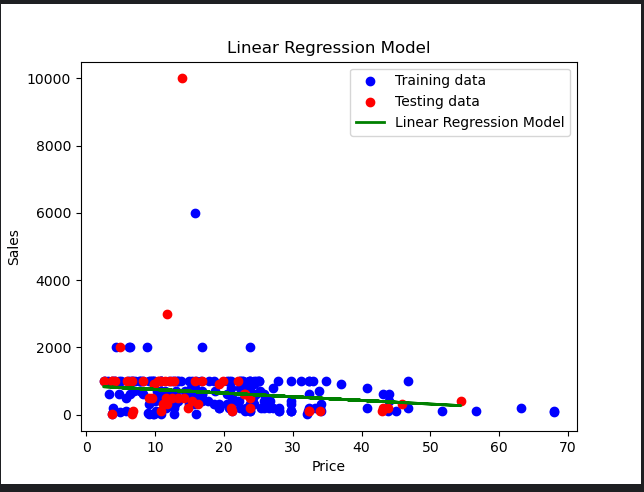 Linear Regression Model
Training data
Testing data
Linear Regression Model
10000
8000
6000
4000
2000
0
Sales
0 10 20 30 40 50 60 70
Price